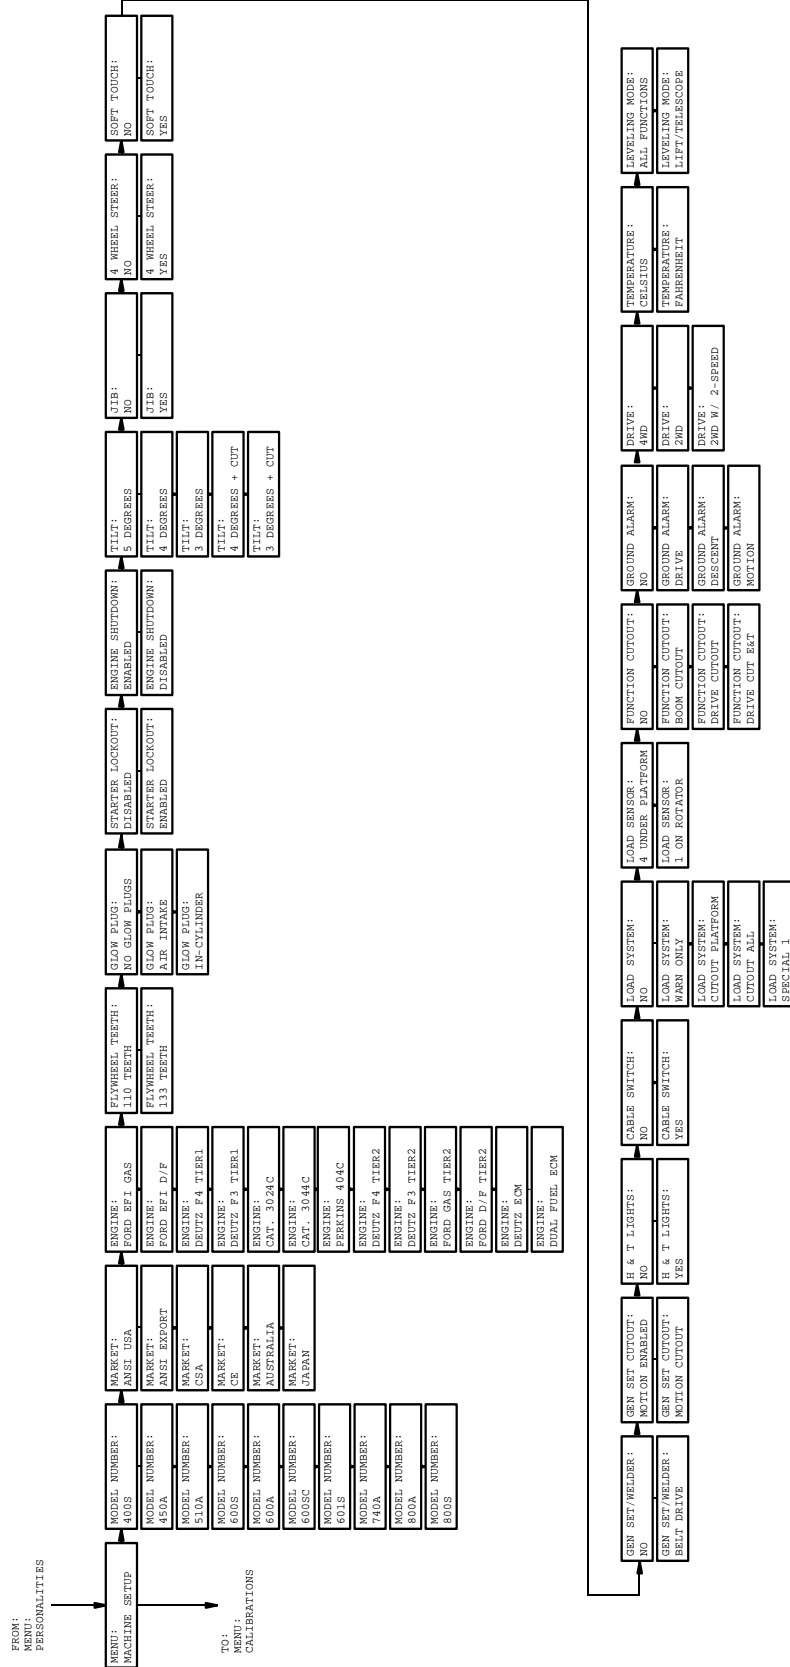 FROM:
MENU:
PERSONALITIES
MENU:
MACHINE SETUP
TO:
MENU:
CALIBRATIONS
MODEL NUMBER:
400S
MODEL NUMBER:
450A
MODEL NUMBER:
510A
MODEL NUMBER:
600S
MODEL NUMBER:
600A
MODEL NUMBER:
600SC
MODEL NUMBER:
601S
MODEL NUMBER:
740A
MODEL NUMBER:
800A
MODEL NUMBER:
800S
MARKET:
ANSI USA
MARKET:
ANSI EXPORT
MARKET:
CSA
MARKET:
CE
MARKET:
AUSTRALIA
MARKET:
JAPAN
ENGINE:
FORD EFI GAS
ENGINE:
FORD EFI D/F
ENGINE:
DEUTZ F4 TIER1
ENGINE:
DEUTZ F3 TIER1
ENGINE:
CAT. 3024C
ENGINE:
CAT. 3044C
ENGINE:
PERKINS 404C
ENGINE:
DEUTZ F4 TIER2
ENGINE:
DEUTZ F3 TIER2
ENGINE:
FORD GAS TIER2
ENGINE:
FORD D/F TIER2
ENGINE:
DEUTZ ECM
ENGINE:
DUAL FUEL ECM
FLYWHEEL TEETH:
110 TEETH
FLYWHEEL TEETH:
133 TEETH
GLOW PLUG:
NO GLOW PLUGS
GLOW PLUG:
AIR INTAKE
GLOW PLUG:
IN-CYLINDER
STARTER LOCKOUT:
DISABLED
STARTER LOCKOUT:
ENABLED
ENGINE SHUTDOWN:
ENABLED
ENGINE SHUTDOWN:
DISABLED
TILT:
5 DEGREES
TILT:
4 DEGREES
TILT:
3 DEGREES
TILT:
4 DEGREES + CUT
TILT:
3 DEGREES + CUT
JIB:
NO
JIB:
YES
4 WHEEL STEER:
NO
4 WHEEL STEER:
YES
SOFT TOUCH:
NO
SOFT TOUCH:
YES
GEN SET/WELDER:
NO
GEN SET/WELDER:
BELT DRIVE
GEN SET CUTOUT:
MOTION ENABLED
GEN SET CUTOUT:
MOTION CUTOUT
H & T LIGHTS:
NO
H & T LIGHTS:
YES
CABLE SWITCH:
NO
CABLE SWITCH:
YES
LOAD SYSTEM:
NO
LOAD SYSTEM:
WARN ONLY
LOAD SYSTEM:
CUTOUT PLATFORM
LOAD SYSTEM:
CUTOUT ALL
LOAD SYSTEM:
SPECIAL 1
LOAD SENSOR:
4 UNDER PLATFORM
LOAD SENSOR:
1 ON ROTATOR
FUNCTION CUTOUT:
NO
FUNCTION CUTOUT:
BOOM CUTOUT
FUNCTION CUTOUT:
DRIVE CUTOUT
FUNCTION CUTOUT:
DRIVE CUT E&T
GROUND ALARM:
NO
GROUND ALARM:
DRIVE
GROUND ALARM:
DESCENT
GROUND ALARM:
MOTION
DRIVE:
4WD
DRIVE:
2WD
DRIVE:
2WD W/ 2-SPEED
TEMPERATURE:
CELSIUS
TEMPERATURE:
FAHRENHEIT
LEVELING MODE:
ALL FUNCTIONS
LEVELING MODE:
LIFT/TELESCOPE